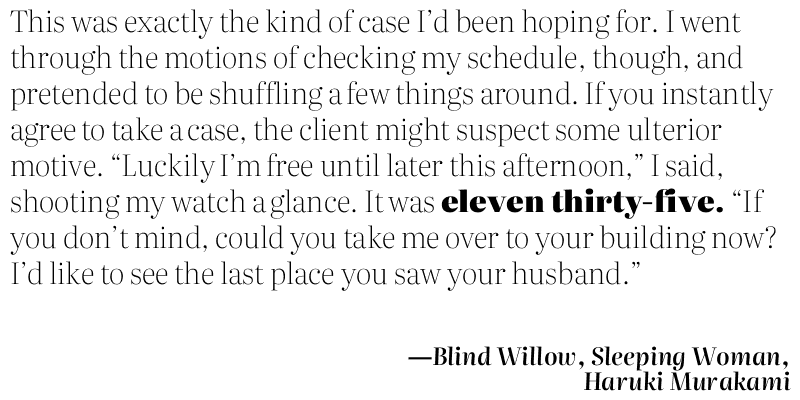 This was exactly the kind of case I’d been hoping for. I went
through the motions of checking my schedule, though, and
pretended to be shuffling a few things around. If you instantly
agree to take a case, the client might suspect some ulterior
motive. “Luckily I’m free until later this afternoon,” I said,
shooting my watch a glance. It was eleven thirty-five. “If
you don’t mind, could you take me over to your building now?
I’d like to see the last place you saw your husband.”
—Blind Willow, Sleeping Woman,
Haruki Murakami